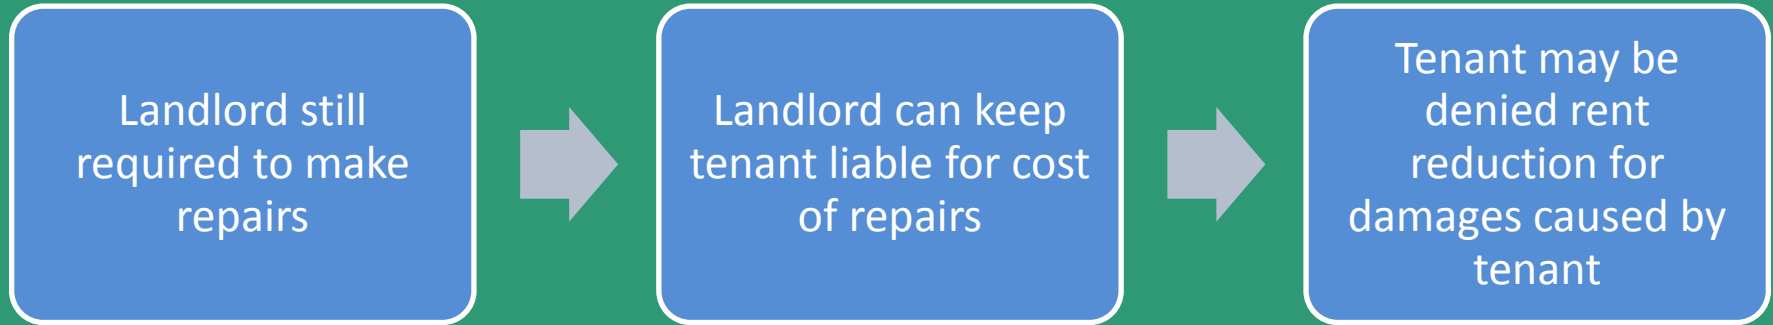 Landlord still
required to make
repairs
Landlord can keep
tenant liable for cost
of repairs
Tenant may be
denied rent
reduction for
damages caused by
tenant